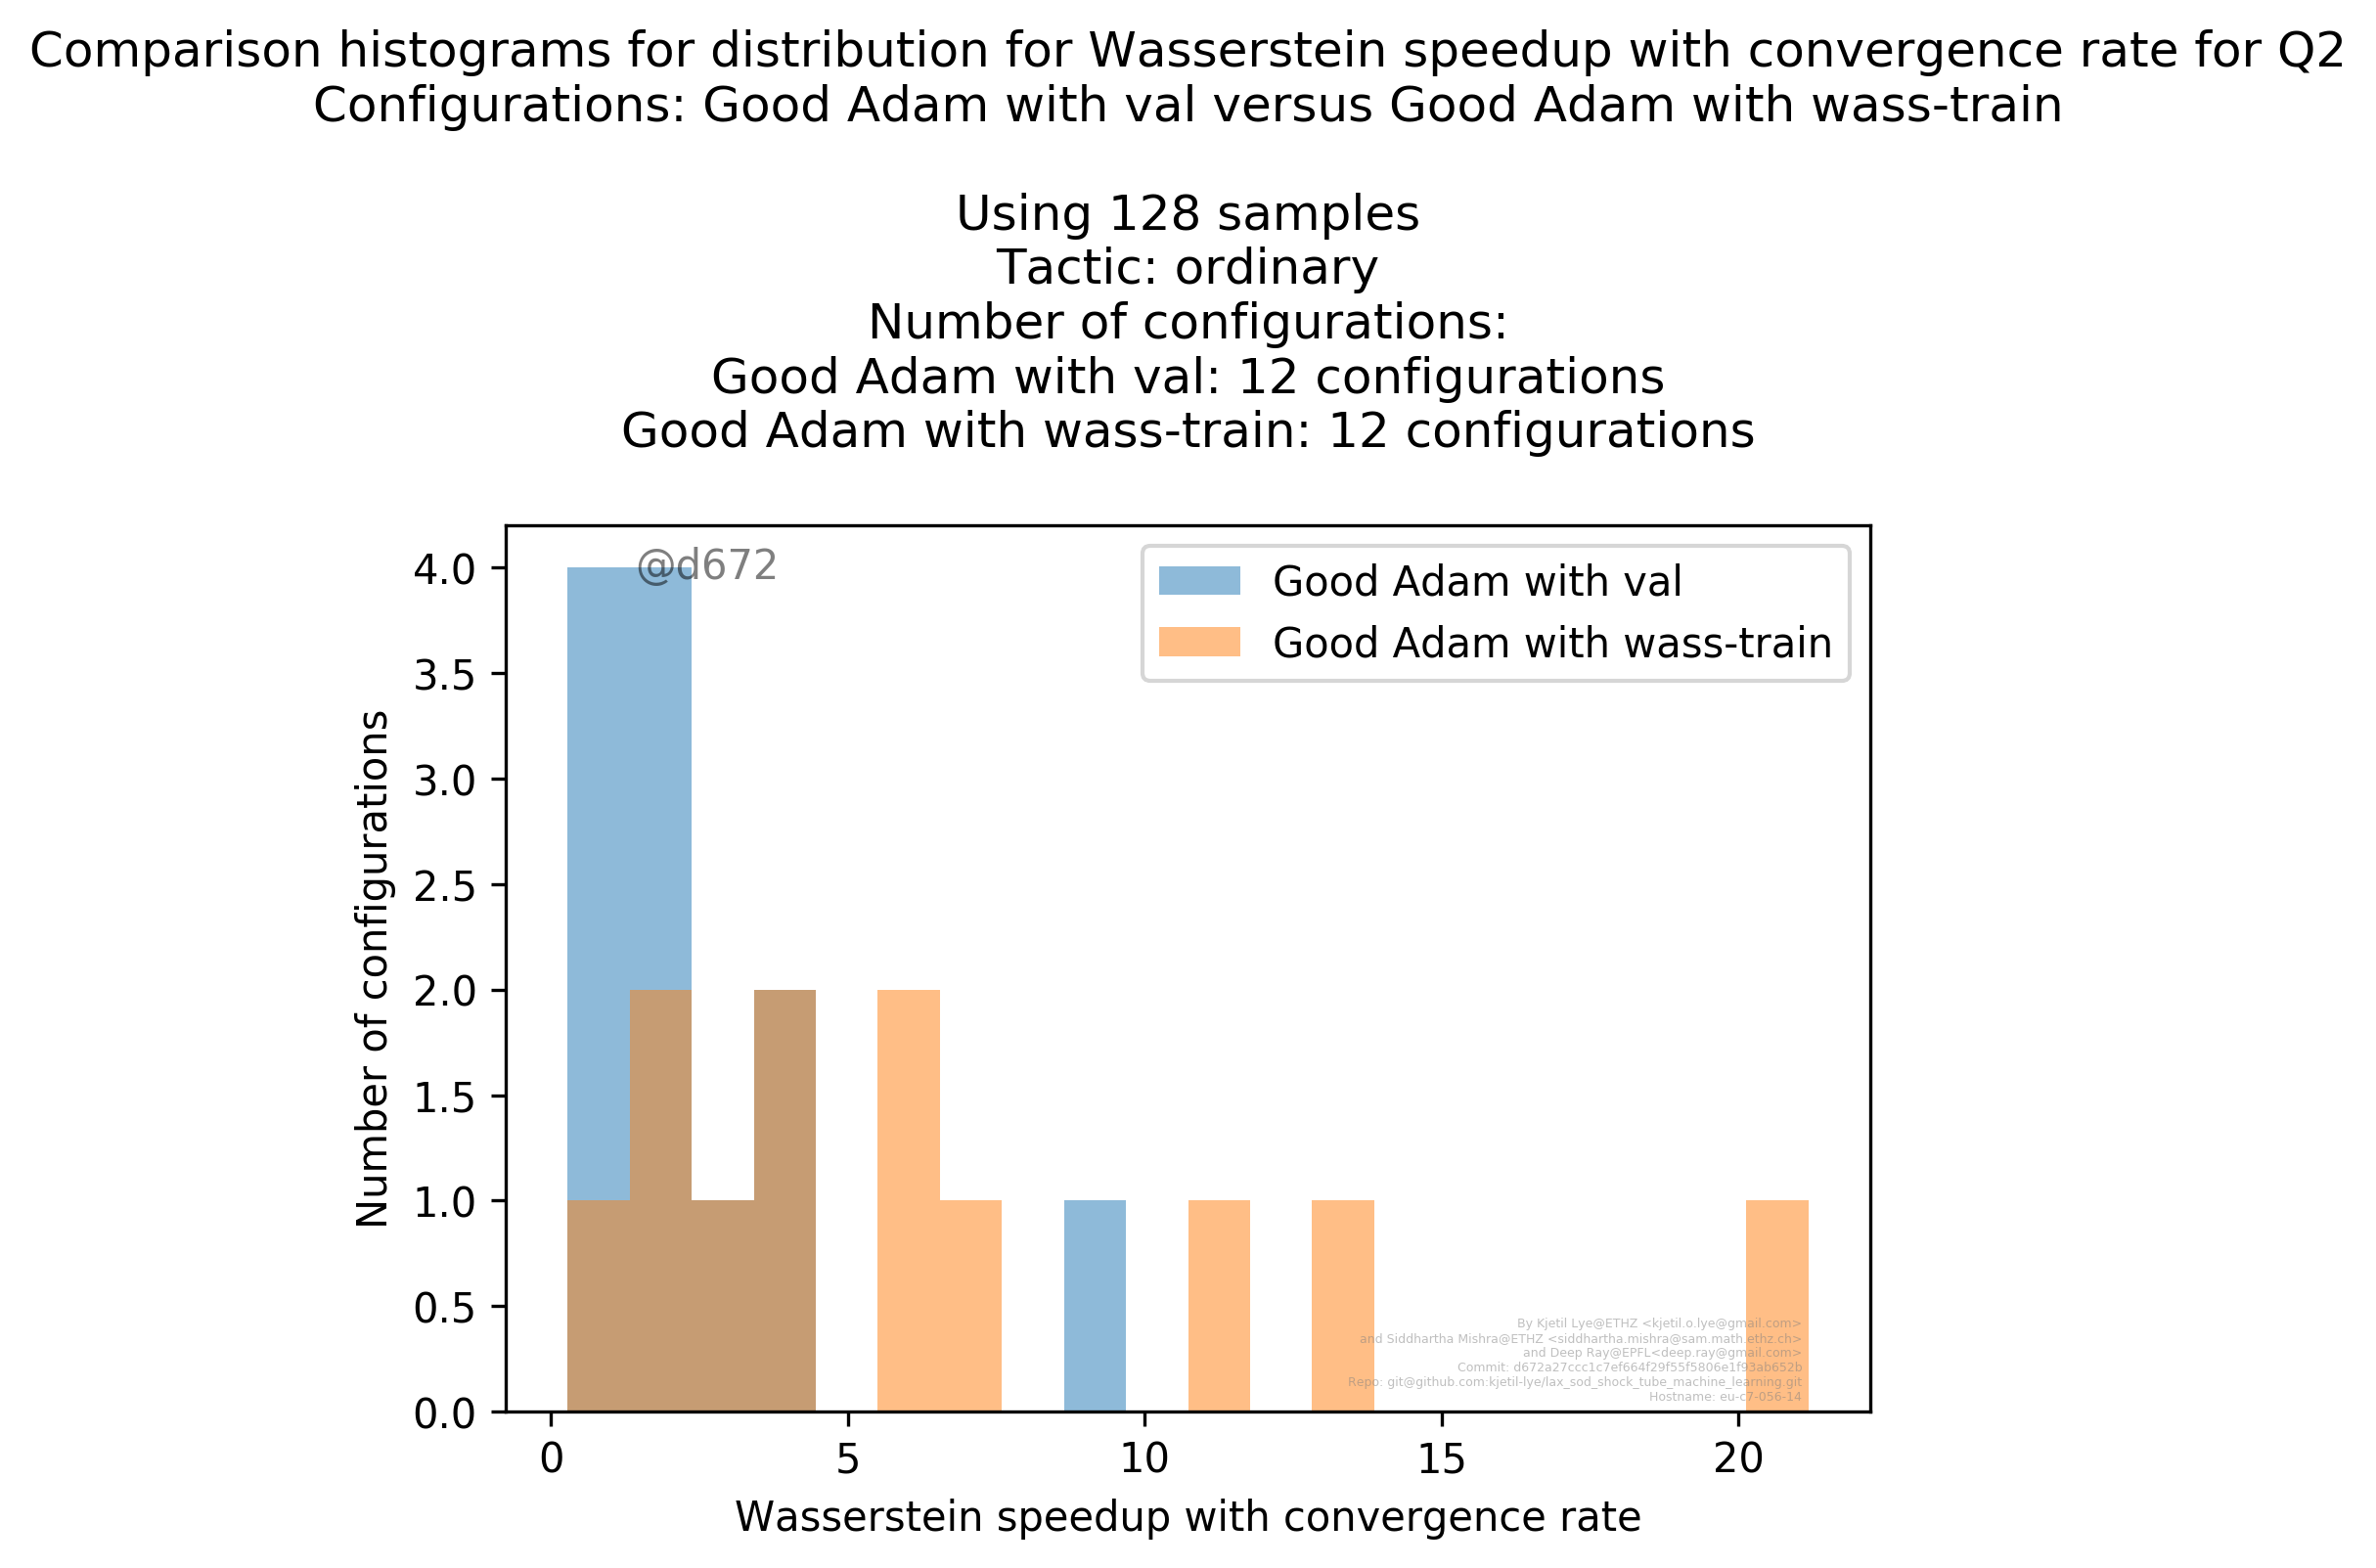 Comparison histograms for distribution for Wasserstein speedup with convergence rate for Q2
Configurations: Good Adam with val versus Good Adam with wass-train
Using 128 samples
Tactic: ordinary
Number of configurations:
Good Adam with val: 12 configurations
Good Adam with wass-train: 12 configurations
@d672
Good Adam with val
Good Adam with wass-train
4.0
3.5
3.0
2.5
2.0
1.5
1.0
0.5
0.0
Number of configurations
By Kjetil Lye@ETHZ <kjetil.o.lye@gmail.com>
and Siddhartha Mishra@ETHZ <siddhartha.mishra@sam.math.ethz.ch>
and Deep Ray@EPFL<deep.ray@gmail.com>
Commit: d672a27ccc1c7ef664f29f55f5806e1f93ab652b
Repo: git@github.com:kjetil-lye/lax_sod_shock_tube_machine_learning.git
Hostname: eu-c7-056-14
0 5 10 15 20
Wasserstein speedup with convergence rate